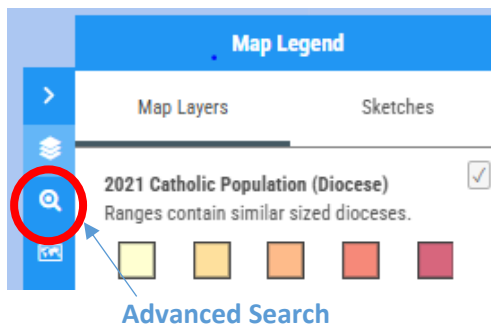 Map Legend
Map Layers Sketches
2021 Catholic Population (Diocese)
Ranges contain similar sized dioceses.
Advanced Search